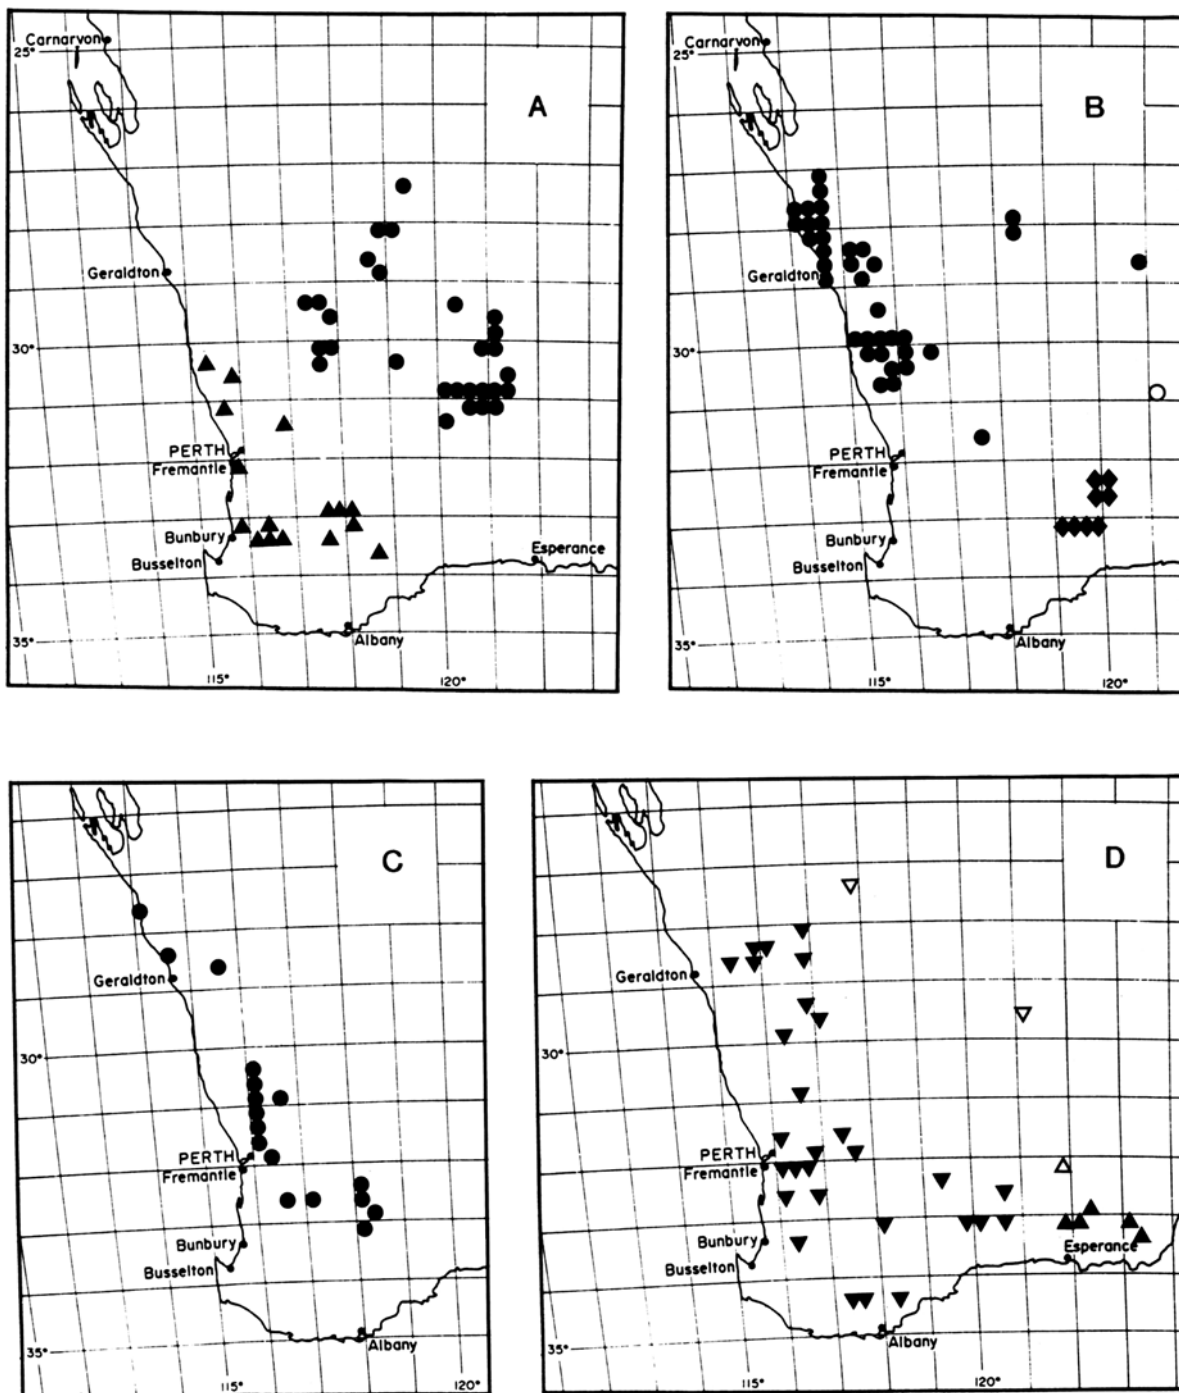 Carnarvon
25°
A
Geraldton
30°
PERTH
Fremantle
Bunbury
Busselton
Esperance
35°
Albany
115°
120°
Carnarvon
25°
B
Geraldton
30°
PERTH
Fremantle
Bunbury
Busselton
35°
Albany
115°
120°
C
Geraldton
30°
PERTH
Fremantle
Bunbury
Busselton
35°
Albany
115°
120°
D
Geraldton
30°
PERTH
Fremantle
Bunbury
Busselton
Esperance
35°
Albany
115°
120°